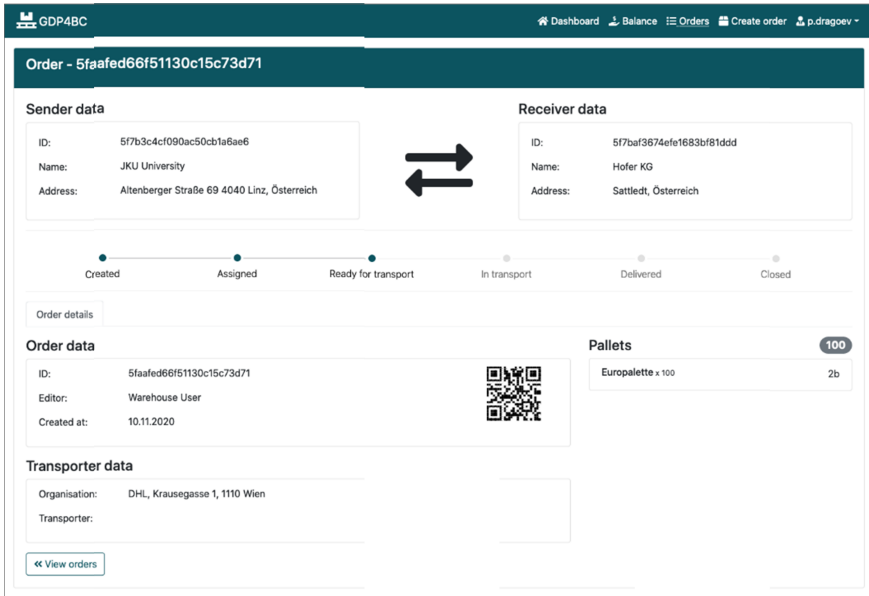 GDP4BC
Dashboard Balance Orders Create order p.dragoev
Order - 5faafed66f51130c15c73d71
Sender data
ID: 5f7b3c4cf090ac50cb1a6ae6
Name: JKU University
Address: Altenberger Straße 69 4040 Linz, Österreich
Receiver data
ID: 5f7baf3674efe1683bf81ddd
Name: Hofer KG
Address: Sattledt, Österreich
Created Assigned Ready for transport In transport Delivered Closed
Order details
Order data
ID: 5faafed66f51130c15c73d71
Editor: Warehouse User
Created at: 10.11.2020
Pallets 100
Europalette x 100 2b
Transporter data
Organisation: DHL, Krausegasse 1, 1110 Wien
Transporter:
View orders